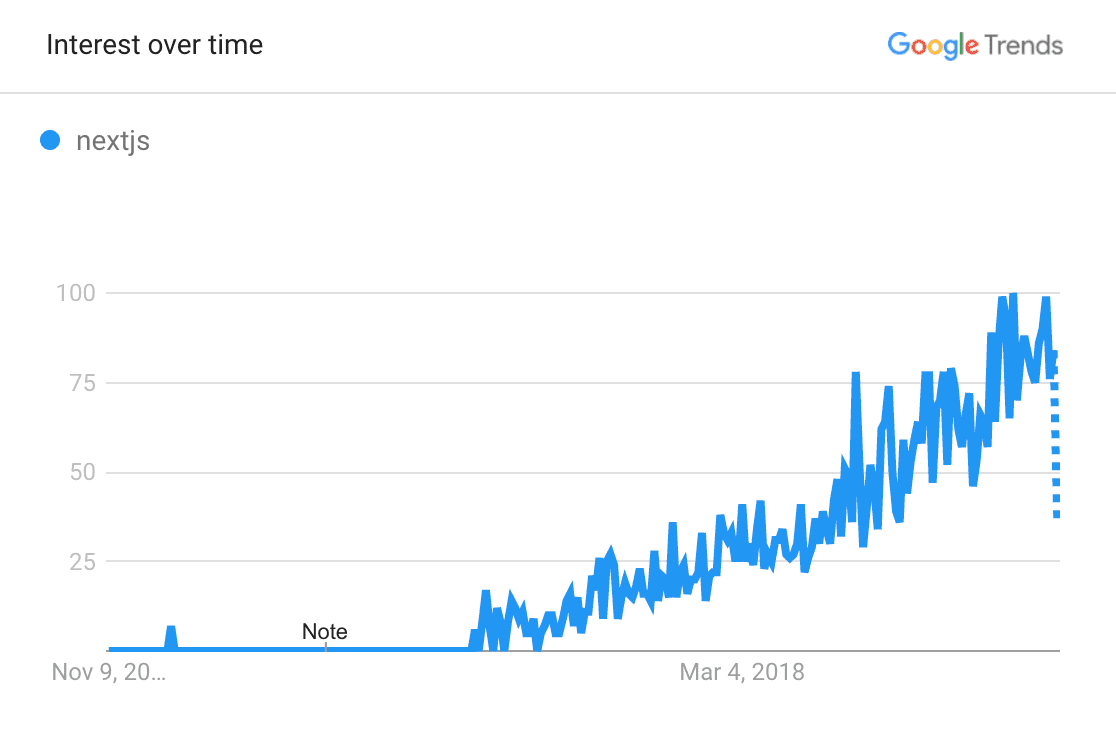 Interest over time
Google Trends
nextjs
100
75
50
25
Note
Nov 9, 20...
Mar 4, 2018